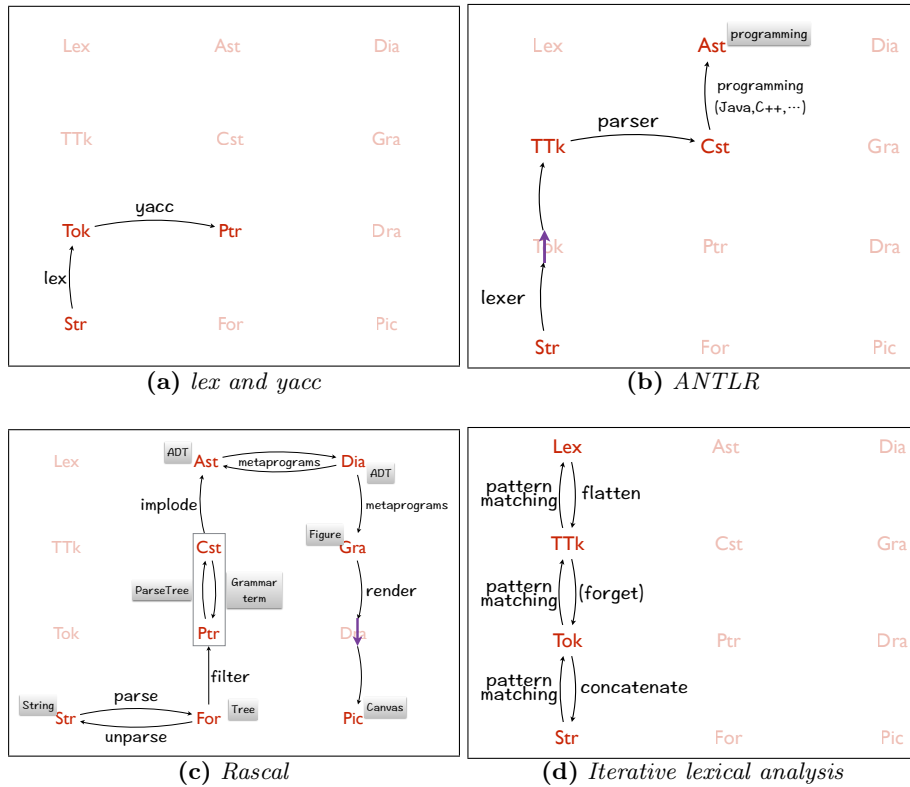 Lex Ast Dia
TTk Cst Gra
yacc
Tok Ptr Dra
lex
Str For Pic
(a) lex and yacc
Lex Ast programming Dia
programming
(Java,C++,...)
parser
TTk Cst Gra
Tok Ptr Dra
lexer
Str For Pic
(b) ANTLR
ADT
Lex Ast metaprograms Dia
ADT
implode metaprograms
Figure
TTk Cst Gra
ParseTree Grammar term render
Tok Ptr Dra
filter
String parse Tree Canvas
Str For Pic
unparse
(c) Rascal
Lex Ast Dia
pattern matching flatten
TTk Cst Gra
pattern matching (forget)
Tok Ptr Dra
pattern matching concatenate
Str For Pic
(d) Iterative lexical analysis